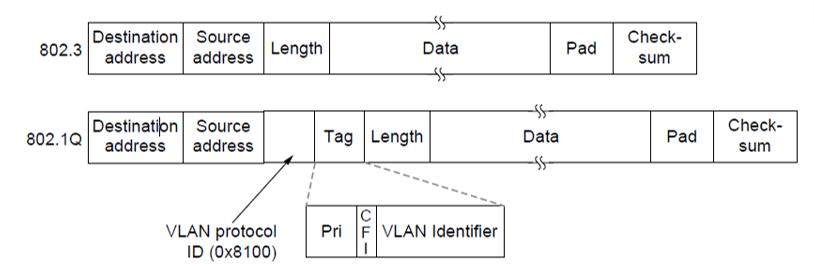 802.3
Destination
address
Source
address
Length
Data
Pad
Check-
sum
802.1Q
Destination
address
Source
address
Tag
Length
Data
Pad
Check-
sum
VLAN protocol
ID (0x8100)
Pri
C
F
I
VLAN Identifier